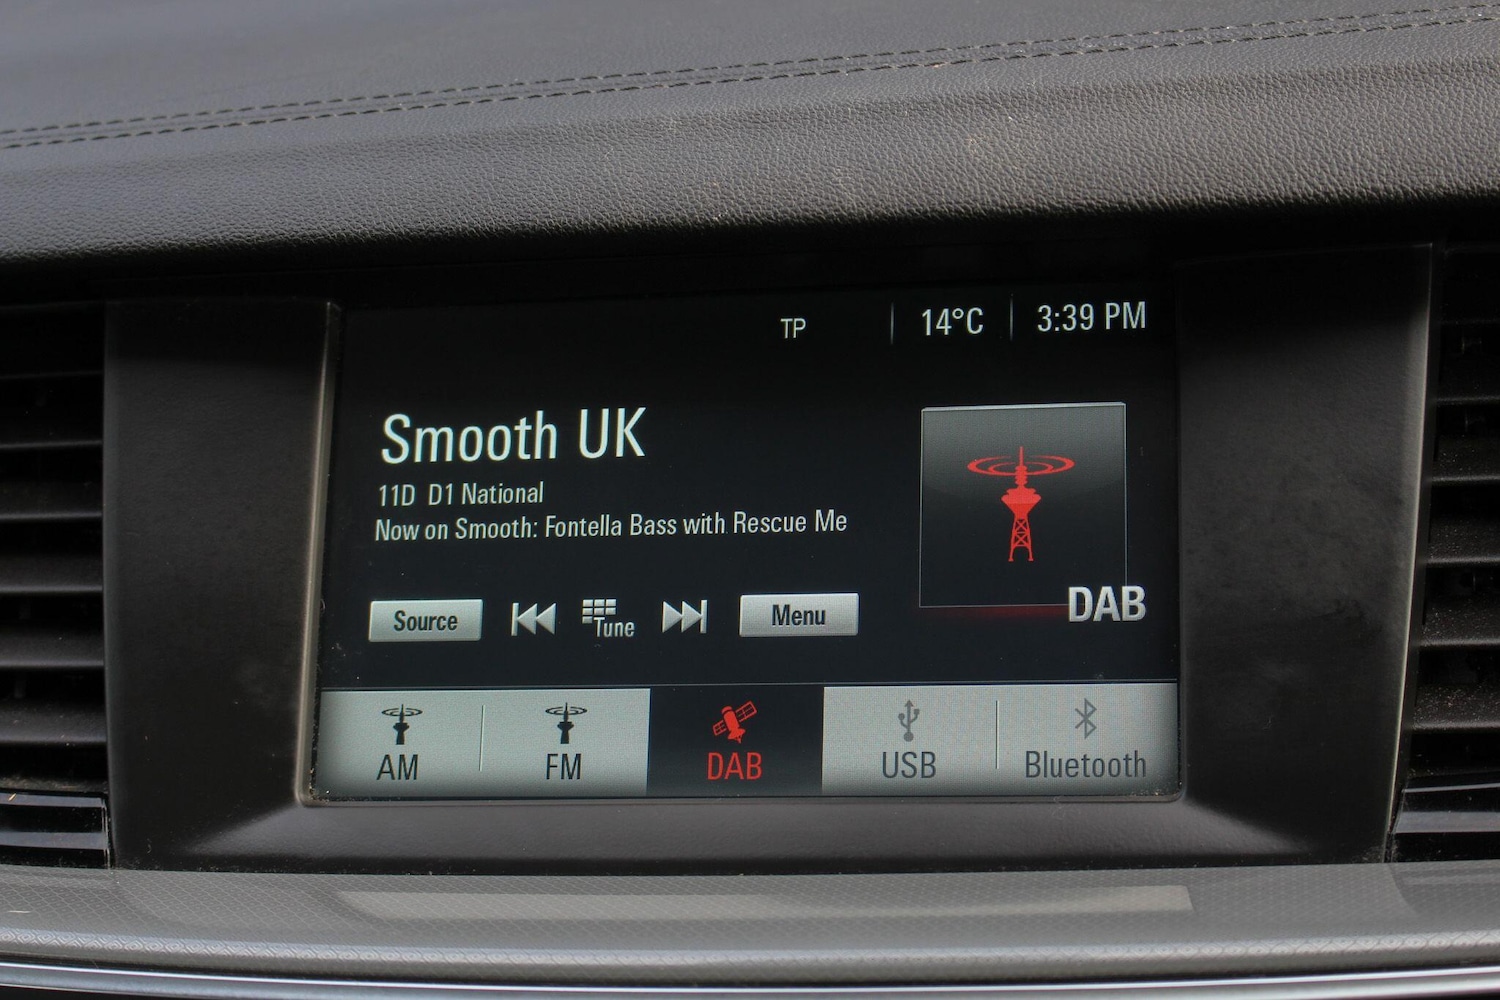 TP 14°C 3:39 PM
Smooth UK
11D D1 National
Now on Smooth: Fontella Bass with Rescue Me
DAB
Source Tune Menu
AM FM DAB USB Bluetooth